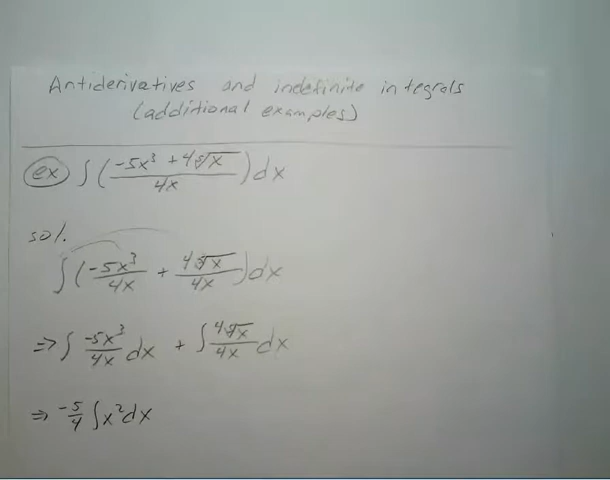 Antiderivatives and indefinite integrals
(additional examples)
ex ∫ ( (-5x³ + 4√x) / 4x ) dx
sol.
∫ ( -5x³/4x + 4√x/4x ) dx
⇒ ∫ -5x³/4x dx + ∫ 4√x/4x dx
⇒ -5/4 ∫ x² dx